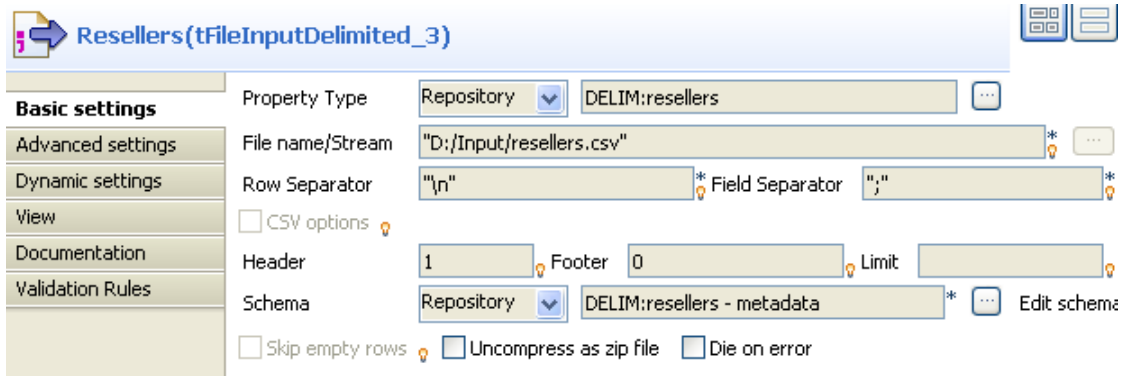 Resellers(tFileInputDelimited_3)
Basic settings
Advanced settings
Dynamic settings
View
Documentation
Validation Rules
Property Type Repository DELIM:resellers ...
File name/Stream "D:/Input/resellers.csv" * ...
Row Separator "\n" * Field Separator ";" *
CSV options
Header 1 Footer 0 Limit
Schema Repository DELIM:resellers - metadata * ... Edit schema
Skip empty rows Uncompress as zip file Die on error